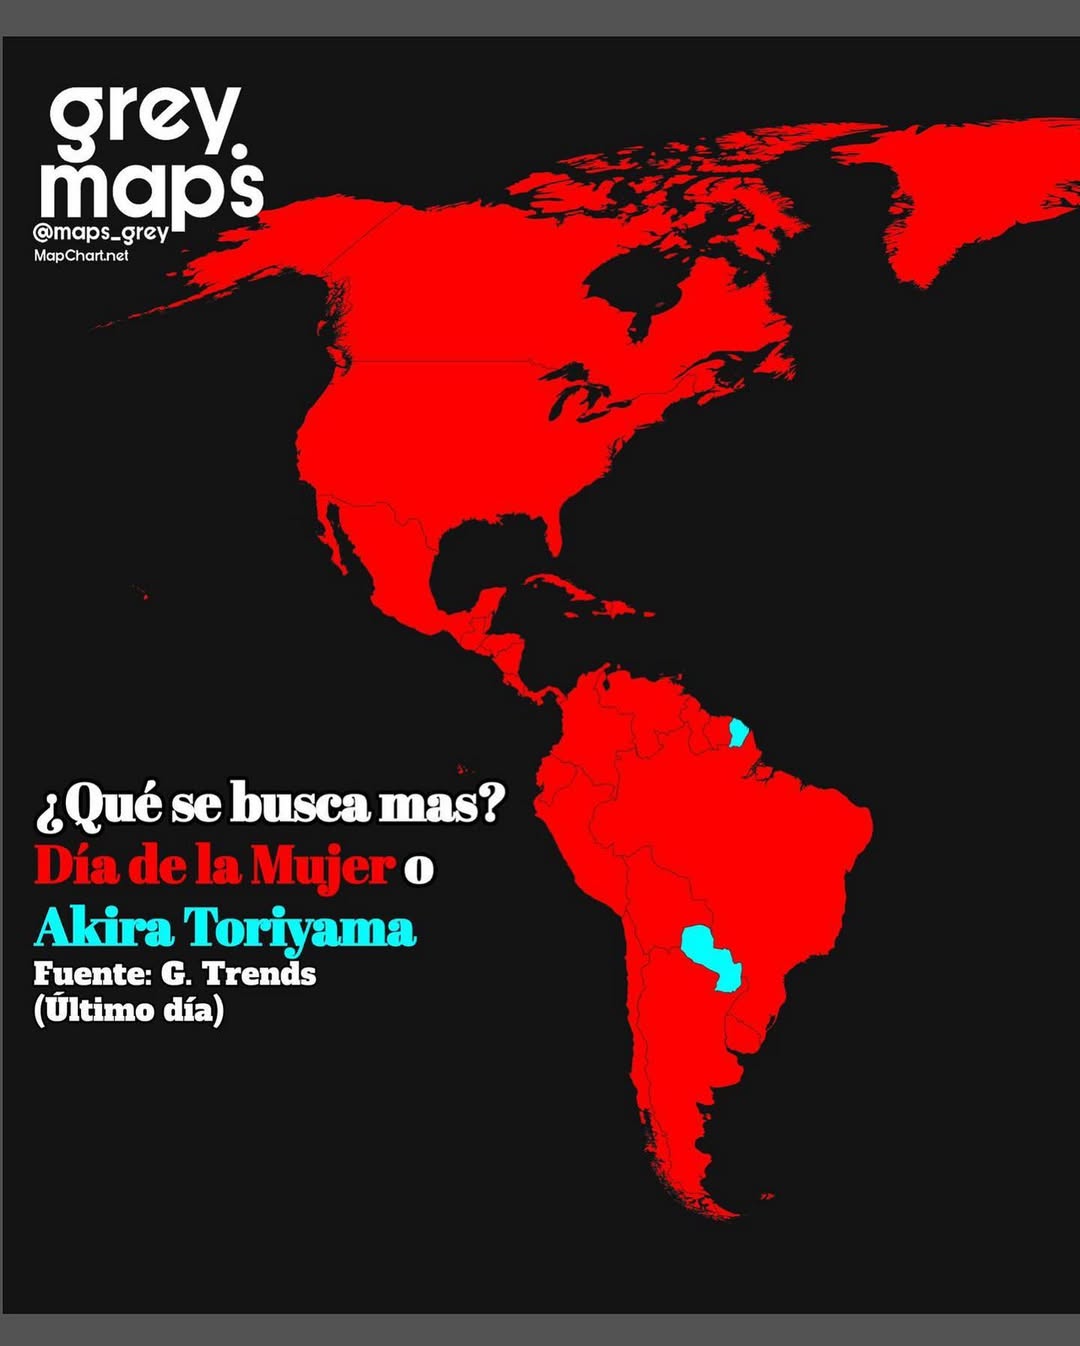 grey.
maps
@maps_grey
MapChart.net
¿Qué se busca mas?
Día de la Mujer o
Akira Toriyama
Fuente: G. Trends
(Último día)